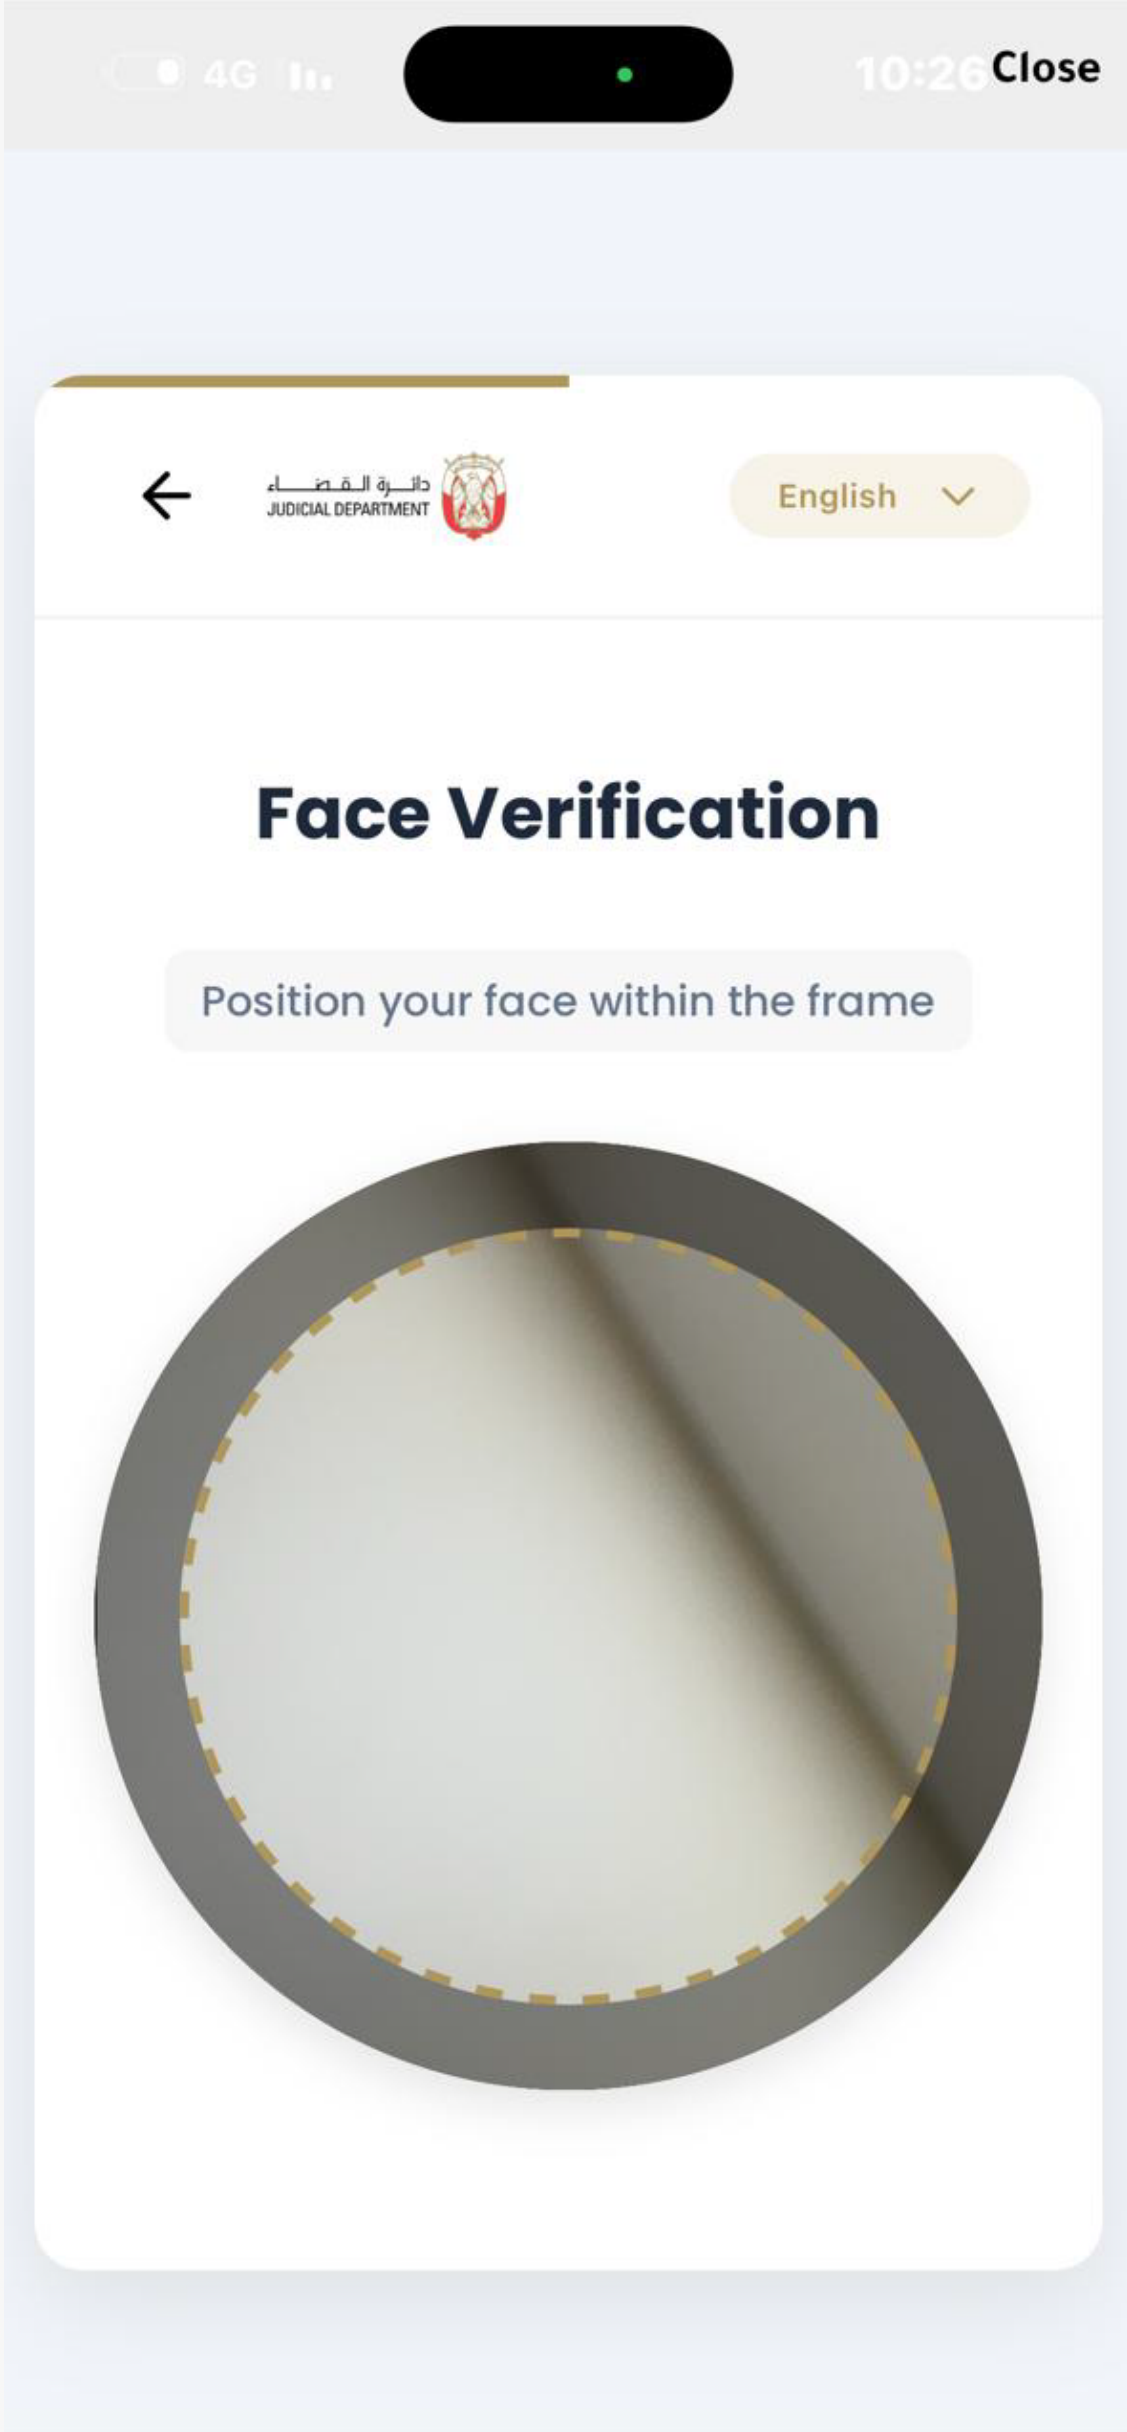 4G
10:26
Close
دائرة القضاء
JUDICIAL DEPARTMENT
English
Face Verification
Position your face within the frame